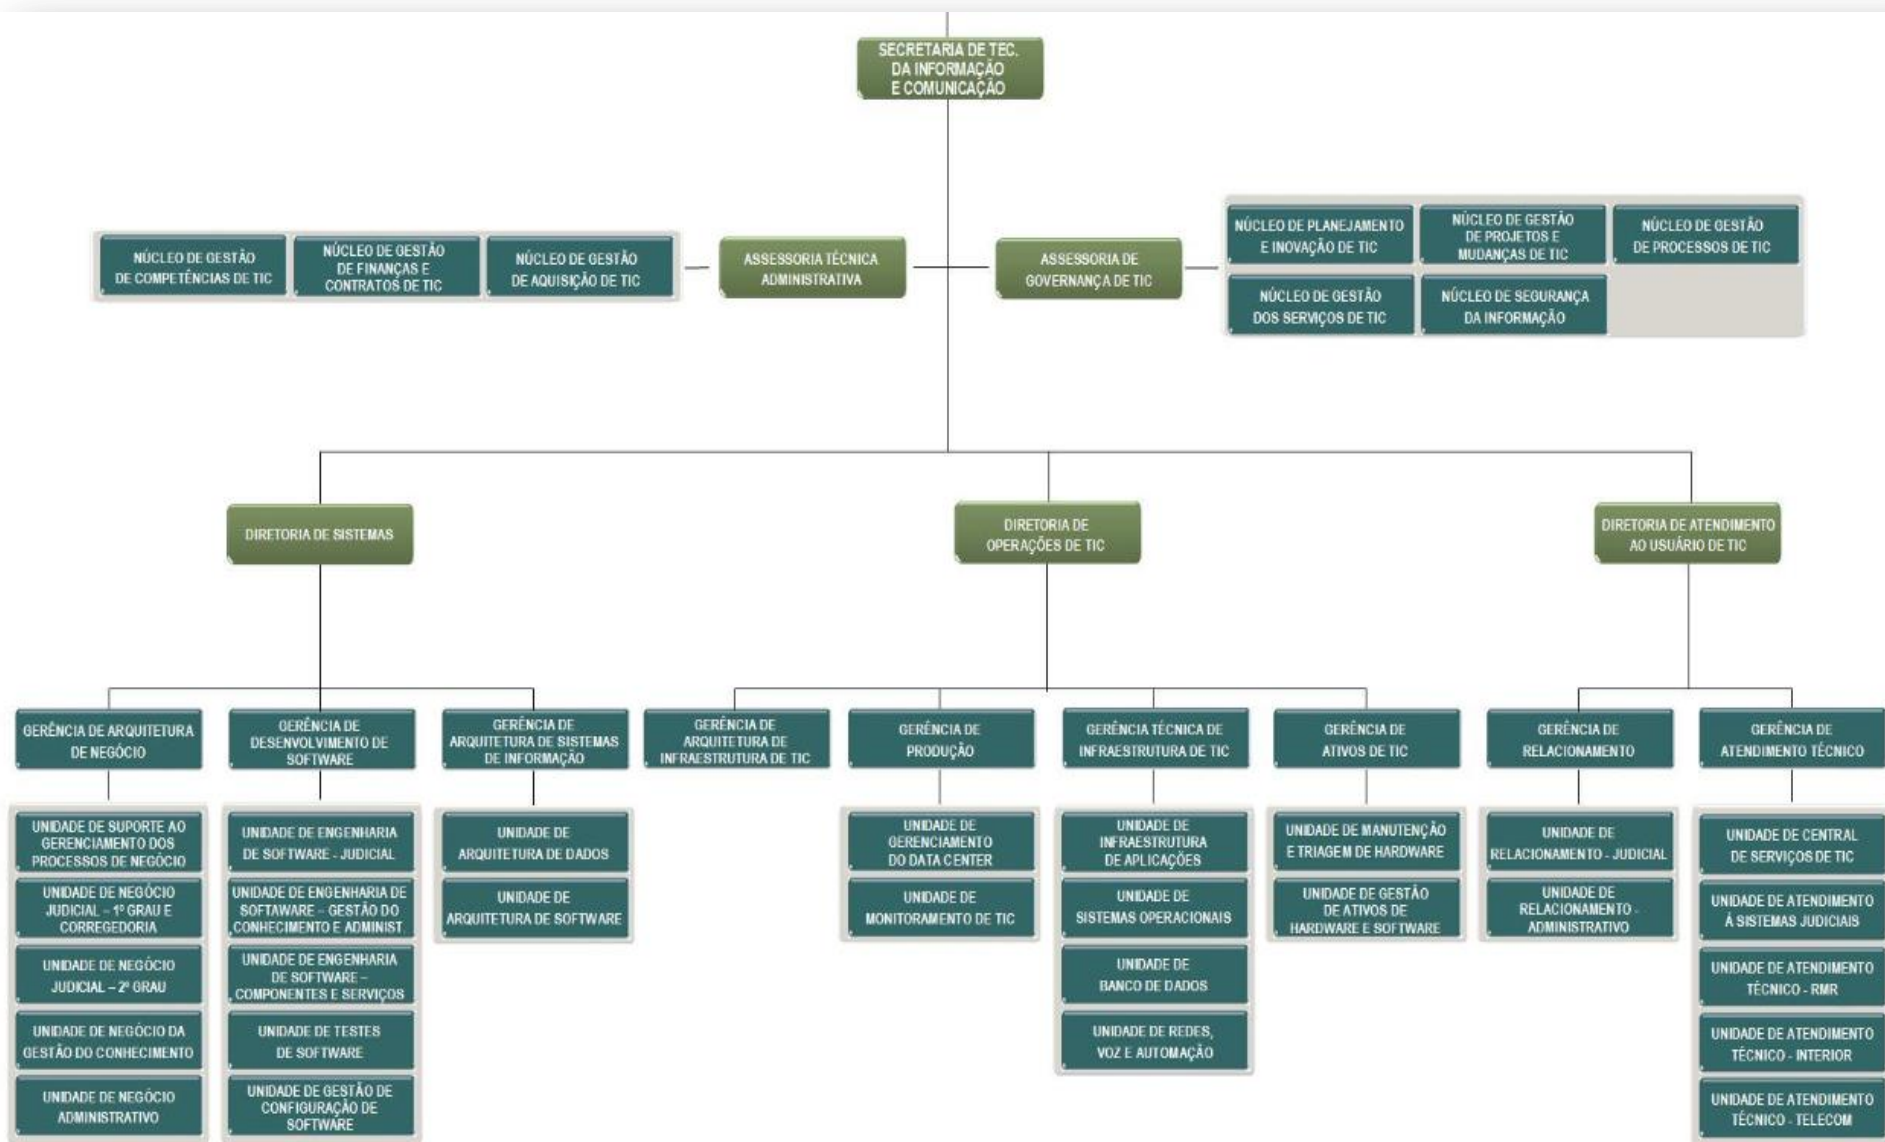 SECRETARIA DE TEC.
DA INFORMAÇÃO
E COMUNICAÇÃO
NÚCLEO DE GESTÃO
DE COMPETÊNCIAS DE TIC
NÚCLEO DE GESTÃO
DE FINANÇAS E
CONTRATOS DE TIC
NÚCLEO DE GESTÃO
DE AQUISIÇÃO DE TIC
ASSESSORIA TÉCNICA
ADMINISTRATIVA
ASSESSORIA DE
GOVERNANÇA DE TIC
NÚCLEO DE PLANEJAMENTO
E INOVAÇÃO DE TIC
NÚCLEO DE GESTÃO
DE PROJETOS E
MUDANÇAS DE TIC
NÚCLEO DE GESTÃO
DE PROCESSOS DE TIC
NÚCLEO DE GESTÃO
DOS SERVIÇOS DE TIC
NÚCLEO DE SEGURANÇA
DA INFORMAÇÃO
DIRETORIA DE SISTEMAS
DIRETORIA DE
OPERAÇÕES DE TIC
DIRETORIA DE ATENDIMENTO
AO USUÁRIO DE TIC
GERÊNCIA DE ARQUITETURA
DE NEGÓCIO
GERÊNCIA DE
DESENVOLVIMENTO DE
SOFTWARE
GERÊNCIA DE
ARQUITETURA DE SISTEMAS
DE INFORMAÇÃO
GERÊNCIA DE
ARQUITETURA DE
INFRAESTRUTURA DE TIC
GERÊNCIA DE
PRODUÇÃO
GERÊNCIA TÉCNICA DE
INFRAESTRUTURA DE TIC
GERÊNCIA DE
ATIVOS DE TIC
GERÊNCIA DE
RELACIONAMENTO
GERÊNCIA DE
ATENDIMENTO TÉCNICO
UNIDADE DE SUPORTE AO
GERENCIAMENTO DOS
PROCESSOS DE NEGÓCIO
UNIDADE DE NEGÓCIO
JUDICIAL – 1º GRAU E
CORREGEDORIA
UNIDADE DE NEGÓCIO
JUDICIAL – 2º GRAU
UNIDADE DE NEGÓCIO DA
GESTÃO DO CONHECIMENTO
UNIDADE DE NEGÓCIO
ADMINISTRATIVO
UNIDADE DE ENGENHARIA
DE SOFTWARE - JUDICIAL
UNIDADE DE ENGENHARIA DE
SOFTAWARE – GESTÃO DO
CONHECIMENTO E ADMINIST.
UNIDADE DE ENGENHARIA
DE SOFTWARE –
COMPONENTES E SERVIÇOS
UNIDADE DE TESTES
DE SOFTWARE
UNIDADE DE GESTÃO DE
CONFIGURAÇÃO DE
SOFTWARE
UNIDADE DE
ARQUITETURA DE DADOS
UNIDADE DE
ARQUITETURA DE SOFTWARE
UNIDADE DE
GERENCIAMENTO
DO DATA CENTER
UNIDADE DE
MONITORAMENTO DE TIC
UNIDADE DE
INFRAESTRUTURA
DE APLICAÇÕES
UNIDADE DE
SISTEMAS OPERACIONAIS
UNIDADE DE
BANCO DE DADOS
UNIDADE DE REDES,
VOZ E AUTOMAÇÃO
UNIDADE DE MANUTENÇÃO
E TRIAGEM DE HARDWARE
UNIDADE DE GESTÃO
DE ATIVOS DE
HARDWARE E SOFTWARE
UNIDADE DE
RELACIONAMENTO - JUDICIAL
UNIDADE DE
RELACIONAMENTO -
ADMINISTRATIVO
UNIDADE DE CENTRAL
DE SERVIÇOS DE TIC
UNIDADE DE ATENDIMENTO
À SISTEMAS JUDICIAIS
UNIDADE DE ATENDIMENTO
TÉCNICO - RMR
UNIDADE DE ATENDIMENTO
TÉCNICO - INTERIOR
UNIDADE DE ATENDIMENTO
TÉCNICO - TELECOM